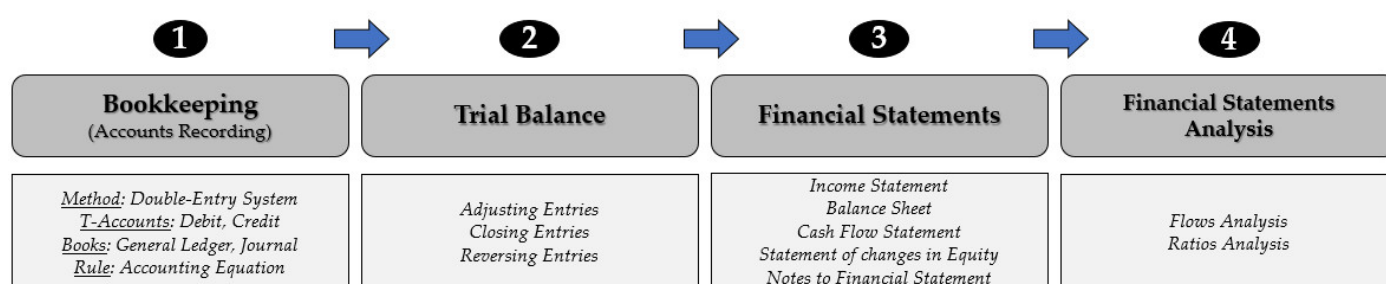 1
2
3
4
Bookkeeping
(Accounts Recording)
Trial Balance
Financial Statements
Financial Statements
Analysis
Method: Double-Entry System
T-Accounts: Debit, Credit
Books: General Ledger, Journal
Rule: Accounting Equation
Adjusting Entries
Closing Entries
Reversing Entries
Income Statement
Balance Sheet
Cash Flow Statement
Statement of changes in Equity
Notes to Financial Statement
Flows Analysis
Ratios Analysis